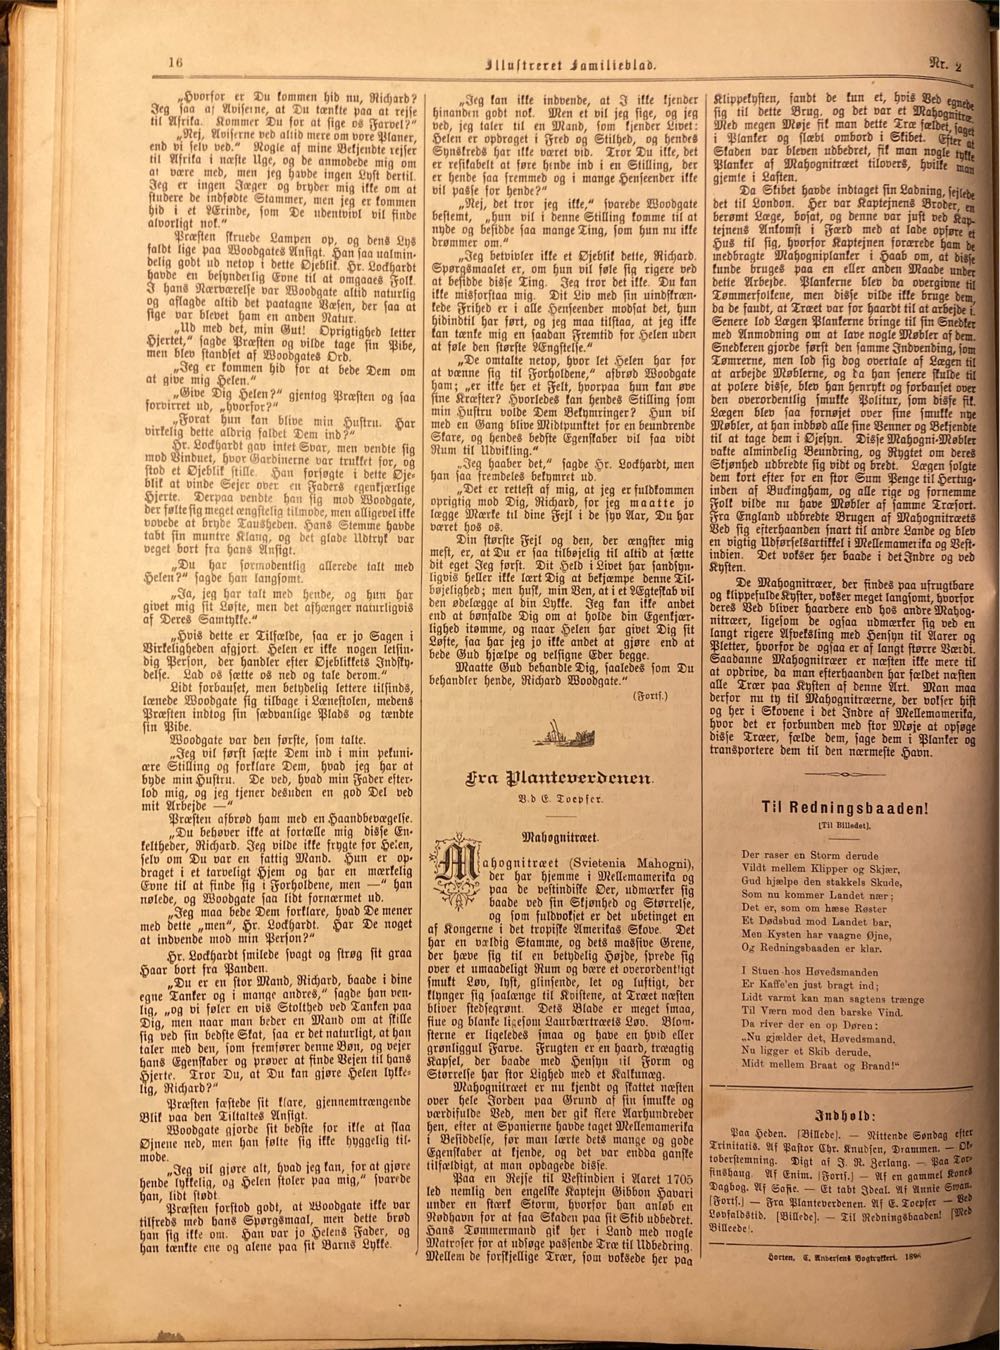 16
Illustreret Familieblad.
Nr. 2
„Hvorfor er Du kommen hid nu, Richard?
Jeg saa af Aviserne, at Du tænkte paa at rejse
til Afrika. Kommer Du for at sige os Farvel?“
„Nej, Aviserne ved altid mere om vore Planer,
end vi selv ved.“ Nogle af mine Bekjendte rejser
til Afrika i næste Uge, og de anmodede mig om
at være med, men jeg havde ingen Lyst dertil.
Jeg er ingen Jæger og bryder mig ikke om at
studere de indfødte Stammer, men jeg er kommen
hid i et Ærinde, som De udentvivl vil finde
alvorligt nok.“
Præsten skruede Lampen op, og dens Lys
faldt lige paa Woodgates Ansigt. Han saa ualmin-
delig godt ud netop i dette Øjeblik. Hr. Lockhardt
havde en besynderlig Evne til at omgaaes Folk.
I hans Nærværelse var Woodgate altid naturlig
og aflagde altid det paatagne Væsen, der saa at
sige var blevet ham en anden Natur.
„Ud med det, min Gut! Oprigtighed letter
Hjertet,“ sagde Præsten og vilde tage sin Pibe,
men blev standset af Woodgates Ord.
„Jeg er kommen hid for at bede Dem om
at give mig Helen.“
„Give Dig Helen?“ gjentog Præsten og saa
forvirret ud, „hvorfor?“
„Forat hun kan blive min Hustru. Har
virkelig dette aldrig faldet Dem ind?“
Hr. Lockhardt gav intet Svar, men vendte sig
mod Vinduet, hvor Gardinerne var trukket for, og
stod et Øjeblik stille. Han forsøgte i dette Øje-
blik at vinde Sejer over en Faders egenkjærlige
Hjerte. Derpaa vendte han sig mod Woodgate,
der følte sig meget ængstelig tilmode, men alligevel ikke
vovede at bryde Tausheden. Hans Stemme havde
tabt sin muntre Klang, og det glade Udtryk var
veget bort fra hans Ansigt.
„Du har formodentlig allerede talt med
Helen?“ sagde han langsomt.
„Ja, jeg har talt med hende, og hun har
givet mig sit Løfte, men det afhænger naturligvis
af Deres Samtykke.“
„Hvis dette er Tilfælde, saa er jo Sagen i
Virkeligheden afgjort. Helen er ikke nogen letsin-
dig Person, der handler efter Øjeblikkets Indsky-
delse. Lad os sætte os ned og tale derom.“
Lidt forbauset, men betydelig lettere tilsinds,
lænede Woodgate sig tilbage i Lænestolen, medens
Præsten indtog sin sædvanlige Plads og tændte
sin Pibe.
Woodgate var den første, som talte.
„Jeg vil først sætte Dem ind i min pekuni-
ære Stilling og forklare Dem, hvad jeg har at
byde min Hustru. De ved, hvad min Fader efter-
lod mig, og jeg tjener desuden en god Del ved
mit Arbejde —“
Præsten afbrød ham med en Haandbevægelse.
„Du behøver ikke at fortælle mig disse En-
keltheder, Richard. Jeg vilde ikke frygte for Helen,
selv om Du var en fattig Mand. Hun er op-
draget i et tarveligt Hjem og har en mærkelig
Evne til at finde sig i Forholdene, men —“ han
nølede, og Woodgate saa lidt fornærmet ud.
„Jeg maa bede Dem forklare, hvad De mener
med dette „men“, Hr. Lockhardt. Har De noget
at indvende mod min Person?“
Hr. Lockhardt smilede svagt og strøg sit graa
Haar bort fra Panden.
„Du er en stor Mand, Richard, baade i dine
egne Tanker og i mange andres,“ sagde han ven-
lig, „og vi føler en vis Stolthed ved Tanken paa
Dig, men naar man beder en Mand om at skille
sig ved sin bedste Skat, saa er det naturligt, at han
taler med den, som fremfører denne Bøn, og vejer
hans Egenskaber og prøver at finde Vejen til hans
Hjerte. Tror Du, at Du kan gjøre Helen lykke-
lig, Richard?“
Præsten fæstede sit klare, gjennemtrængende
Blik paa den Tiltaltes Ansigt.
Woodgate gjorde sit bedste for ikke at slaa
Øjnene ned, men han følte sig ikke hyggelig til-
mode.
„Jeg vil gjøre alt, hvad jeg kan, for at gjøre
hende lykkelig, og Helen stoler paa mig,“ svarede
han, lidt stødt.
Præsten forstod godt, at Woodgate ikke var
tilfreds med hans Spørgsmaal, men dette brød
han sig ikke om. Han var jo Helens Fader, og
han tænkte ene og alene paa sit Barns Lykke.
„Jeg kan ikke indvende, at I ikke kjender
hinanden godt nok. Men et vil jeg sige, og jeg
ved, jeg taler til en Mand, som kjender Livet:
Helen er opdraget i Fred og Stilhed, og hendes
Synskreds har ikke været vid. Tror Du ikke, det
er resikabelt at føre hende ind i en Stilling, der
er hende saa fremmed og i mange Henseender ikke
vil passe for hende?“
„Nej, det tror jeg ikke,“ svarede Woodgate
bestemt, „hun vil i denne Stilling komme til at
nyde og besidde saa mange Ting, som hun nu ikke
drømmer om.“
„Jeg betvivler ikke et Øjeblik dette, Richard.
Spørgsmaalet er, om hun vil føle sig rigere ved
at besidde disse Ting. Jeg tror det ikke. Du kan
ikke misforstaa mig. Dit Liv med sin uindskræn-
kede Frihed er i alle Henseender modsat det, hun
hidindtil har ført, og jeg maa tilstaa, at jeg ikke
kan tænke mig en saadan Fremtid for Helen uden
at føle den største Ængstelse.“
„De omtalte netop, hvor let Helen har for
at vænne sig til Forholdene,“ afbrød Woodgate
ham; „er ikke her et Felt, hvorpaa hun kan øve
sine Kræfter? Hvorledes kan hendes Stilling som
min Hustru volde Dem Bekymringer? Hun vil
med en Gang blive Midtpunktet for en beundrende
Skare, og hendes bedste Egenskaber vil faa vidt
Rum til Udvikling.“
„Jeg haaber det,“ sagde Hr. Lockhardt, men
han saa fremdeles bekymret ud.
„Det er rettest af mig, at jeg er fuldkommen
oprigtig mod Dig, Richard, for jeg maatte jo
lægge Mærke til dine Fejl i de syv Aar, Du har
været hos os.
Din største Fejl og den, der ængster mig
mest, er, at Du er saa tilbøjelig til altid at sætte
dit eget Jeg først. Dit Held i Livet har sandsyn-
ligvis heller ikke lært Dig at bekjæmpe denne Til-
bøjelighed; men husk, min Ven, at i et Ægteskab vil
den ødelægge al din Lykke. Jeg kan ikke andet
end at bønfalde Dig om at holde din Egenkjær-
lighed itømme, og naar Helen har givet Dig sit
Løfte, saa har jeg jo ikke andet at gjøre end at
bede Gud hjælpe og velsigne Eder begge.
Maatte Gud behandle Dig, saaledes som Du
behandler hende, Richard Woodgate.“
(Forts.)
Fra Planteverdenen.
Ved E. Toepfer.
Mahognitræet.
Mahognitræet (Svietenia Mahogni),
der har hjemme i Mellemamerika og
paa de vestindiske Øer, udmærker sig
baade ved sin Skjønhed og Størrelse,
og som fuldvokset er det ubetinget en
af Kongerne i det tropiske Amerikas Skove. Det
har en vældig Stamme, og dets massive Grene,
der hæve sig til en betydelig Højde, sprede sig
over et umaadeligt Rum og bære et overordentligt
smukt Løv, lyst, glinsende, let og luftigt, der
klynger sig saalænge til Kvistene, at Træet næsten
bliver stedsegrønt. Dets Blade er meget smaa,
fine og blanke ligesom Laurbærtræets Løv. Blom-
sterne er ligeledes smaa og have en hvid eller
grønliggul Farve. Frugten er en haard, træagtig
Kapsel, der baade med Hensyn til Form og
Størrelse har stor Lighed med et Kalkunæg.
Mahognitræet er nu kjendt og skattet næsten
over hele Jorden paa Grund af sin smukke og
værdifulde Ved, men der gik flere Aarhundreder
hen, efter at Spanierne havde taget Mellemamerika
i Besiddelse, før man lærte dets mange og gode
Egenskaber at kjende, og det var endda ganske
tilfældigt, at man opdagede disse.
Paa en Rejse til Vestindien i Aaret 1705
led nemlig den engelske Kaptejn Gibbon Havari
under en stærk Storm, hvorfor han anløb en
Nødhavn for at faa Skaden paa sit Skib udbedret.
Hans Tømmermand gik her i Land med nogle
Matroser for at udsøge passende Træ til Udbedring.
Mellem de forskjellige Trær, som voksede her paa
Klippekysten, fandt de kun et, hvis Ved egnede
sig til dette Brug, og det var et Mahognitræ.
Med megen Møje fik man dette Træ fældet, saget
i Planker og slæbt ombord i Skibet. Efter at
Skaden var bleven udbedret, fik man nogle tykke
Planker af Mahognitræet tilovers, hvilke man
gjemte i Lasten.
Da Skibet havde indtaget sin Ladning, sejlede
det til London. Her var Kaptejnens Broder, en
berømt Læge, bosat, og denne var just ved Kap-
tejnens Ankomst i Færd med at lade opføre et
Hus til sig, hvorfor Kaptejnen forærede ham de
medbragte Mahogniplanker i Haab om, at disse
kunde bruges paa en eller anden Maade under
dette Arbejde. Plankerne blev da overgivne til
Tømmerfolkene, men disse vilde ikke bruge dem,
da de fandt, at Træet var for haardt til at arbejde i.
Senere lod Lægen Plankerne bringe til sin Snedker
med Anmodning om at lave nogle Møbler af dem.
Snedkeren gjorde først den samme Indvending, som
Tømrerne, men lod sig dog overtale af Lægen til
at arbejde Møblerne, og da han senere skulde til
at polere disse, blev han henrykt og forbauset over
den overordentlig smukke Politur, som disse fik.
Lægen blev saa fornøjet over sine smukke nye
Møbler, at han indbød alle sine Venner og Bekjendte
til at tage dem i Øjesyn. Disse Mahogni-Møbler
vakte almindelig Beundring, og Rygtet om deres
Skjønhed udbredte sig vidt og bredt. Lægen solgte
dem kort efter for en stor Sum Penge til Hertug-
inden af Buckingham, og alle rige og fornemme
Folk vilde nu have Møbler af samme Træsort.
Fra England udbredte Brugen af Mahognitræets
Ved sig efterhaanden snart til andre Lande og blev
en vigtig Udførselsartikkel i Mellemamerika og Vest-
indien. Det vokser her baade i det Indre og ved
Kysten.
De Mahognitræer, der findes paa ufrugtbare
og klippefulde Kyster, vokser meget langsomt, hvorfor
deres Ved bliver haardere end hos andre Mahog-
nitræer, ligesom de ogsaa udmærker sig ved en
langt rigere Afveksling med Hensyn til Aarer og
Pletter, hvorfor de ogsaa er af langt større Værdi.
Saadanne Mahognitræer er næsten ikke mere til
at opdrive, da man efterhaanden har fældet næsten
alle Trær paa Kysten af denne Art. Man maa
derfor nu ty til Mahognitræerne, der vokser hist
og her i Skovene i det Indre af Mellemamerika,
hvor det er forbunden med stor Møje at opsøge
disse Træer, fælde dem, sage dem i Planker og
transportere dem til den nærmeste Havn.
Til Redningsbaaden!
[Til Billedet].
Der raser en Storm derude
Vildt mellem Klipper og Skjær,
Gud hjælpe den stakkels Skude,
Som nu kommer Landet nær;
Det er, som om hæse Røster
Et Dødsbud mod Landet bar,
Men Kysten har vaagne Øjne,
Og Redningsbaaden er klar.
I Stuen hos Høvedsmanden
Er Kaffe'en just bragt ind;
Lidt varmt kan man sagtens trænge
Til Værn mod den barske Vind.
Da river der en op Døren:
„Nu gjælder det, Høvedsmand,
Nu ligger et Skib derude,
Midt mellem Braat og Brand!“
Indhold:
Paa Heden. [Billede]. — Nittende Søndag efter
Trinitatis. Af Pastor Chr. Knudsen, Drammen. — Ok-
toberstemning. Digt af J. N. Zerlang. — Paa Tor-
finshaug. Af Enim. [Forts.] — Af en gammel Kones
Dagbog. Af Sofie. — Et tabt Ideal. Af Annie Swan.
[Forts.] — Fra Planteverdenen. Af E. Toepfer — Ved
Løvfaldstid. [Billede]. — Til Redningsbaaden! [Med
Billede].
Horten, C. Andersens Bogtrykkeri. 189